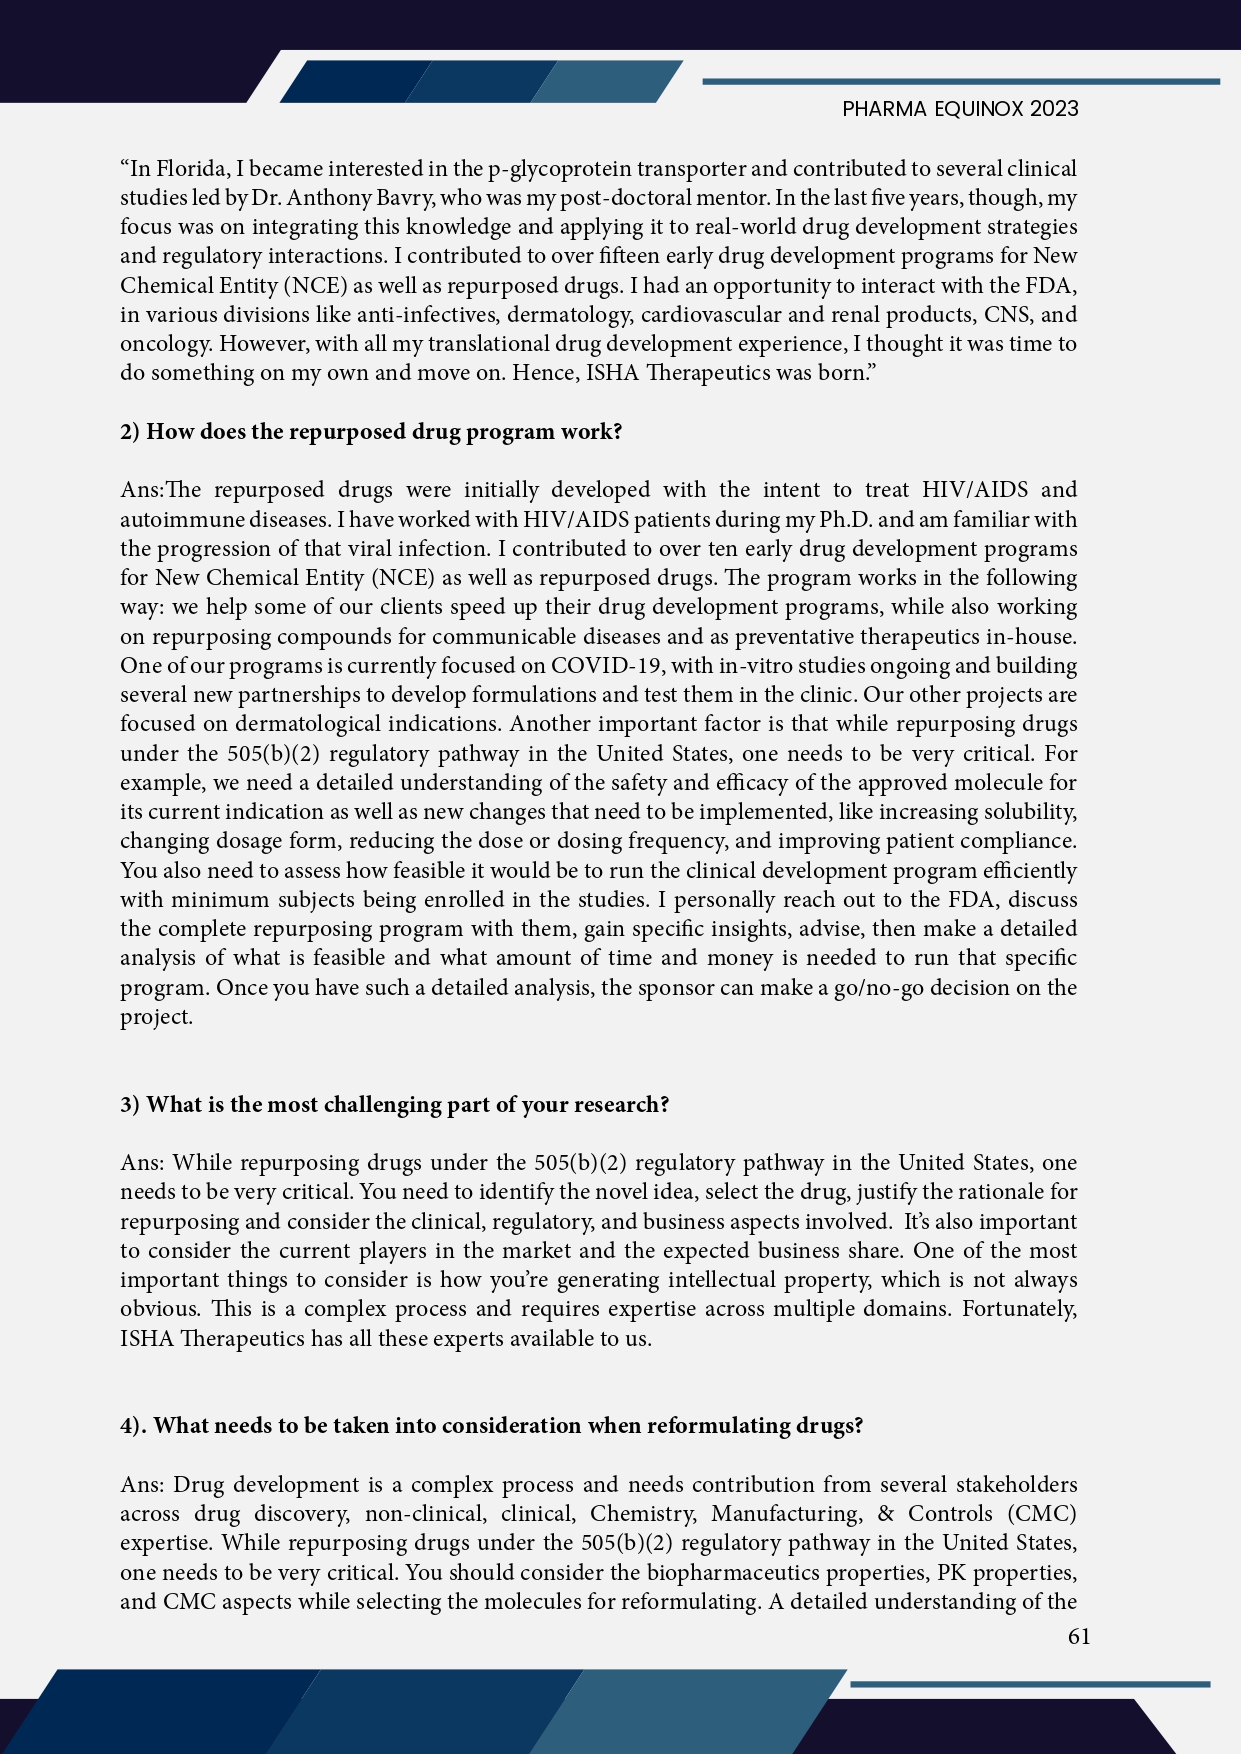 PHARMA EQUINOX 2023
“In Florida, I became interested in the p-glycoprotein transporter and contributed to several clinical
studies led by Dr. Anthony Bavry, who was my post-doctoral mentor. In the last five years, though, my
focus was on integrating this knowledge and applying it to real-world drug development strategies
and regulatory interactions. I contributed to over fifteen early drug development programs for New
Chemical Entity (NCE) as well as repurposed drugs. I had an opportunity to interact with the FDA,
in various divisions like anti-infectives, dermatology, cardiovascular and renal products, CNS, and
oncology. However, with all my translational drug development experience, I thought it was time to
do something on my own and move on. Hence, ISHA Therapeutics was born.”
2) How does the repurposed drug program work?
Ans:The repurposed drugs were initially developed with the intent to treat HIV/AIDS and
autoimmune diseases. I have worked with HIV/AIDS patients during my Ph.D. and am familiar with
the progression of that viral infection. I contributed to over ten early drug development programs
for New Chemical Entity (NCE) as well as repurposed drugs. The program works in the following
way: we help some of our clients speed up their drug development programs, while also working
on repurposing compounds for communicable diseases and as preventative therapeutics in-house.
One of our programs is currently focused on COVID-19, with in-vitro studies ongoing and building
several new partnerships to develop formulations and test them in the clinic. Our other projects are
focused on dermatological indications. Another important factor is that while repurposing drugs
under the 505(b)(2) regulatory pathway in the United States, one needs to be very critical. For
example, we need a detailed understanding of the safety and efficacy of the approved molecule for
its current indication as well as new changes that need to be implemented, like increasing solubility,
changing dosage form, reducing the dose or dosing frequency, and improving patient compliance.
You also need to assess how feasible it would be to run the clinical development program efficiently
with minimum subjects being enrolled in the studies. I personally reach out to the FDA, discuss
the complete repurposing program with them, gain specific insights, advise, then make a detailed
analysis of what is feasible and what amount of time and money is needed to run that specific
program. Once you have such a detailed analysis, the sponsor can make a go/no-go decision on the
project.
3) What is the most challenging part of your research?
Ans: While repurposing drugs under the 505(b)(2) regulatory pathway in the United States, one
needs to be very critical. You need to identify the novel idea, select the drug, justify the rationale for
repurposing and consider the clinical, regulatory, and business aspects involved. It’s also important
to consider the current players in the market and the expected business share. One of the most
important things to consider is how you’re generating intellectual property, which is not always
obvious. This is a complex process and requires expertise across multiple domains. Fortunately,
ISHA Therapeutics has all these experts available to us.
4). What needs to be taken into consideration when reformulating drugs?
Ans: Drug development is a complex process and needs contribution from several stakeholders
across drug discovery, non-clinical, clinical, Chemistry, Manufacturing, & Controls (CMC)
expertise. While repurposing drugs under the 505(b)(2) regulatory pathway in the United States,
one needs to be very critical. You should consider the biopharmaceutics properties, PK properties,
and CMC aspects while selecting the molecules for reformulating. A detailed understanding of the
61